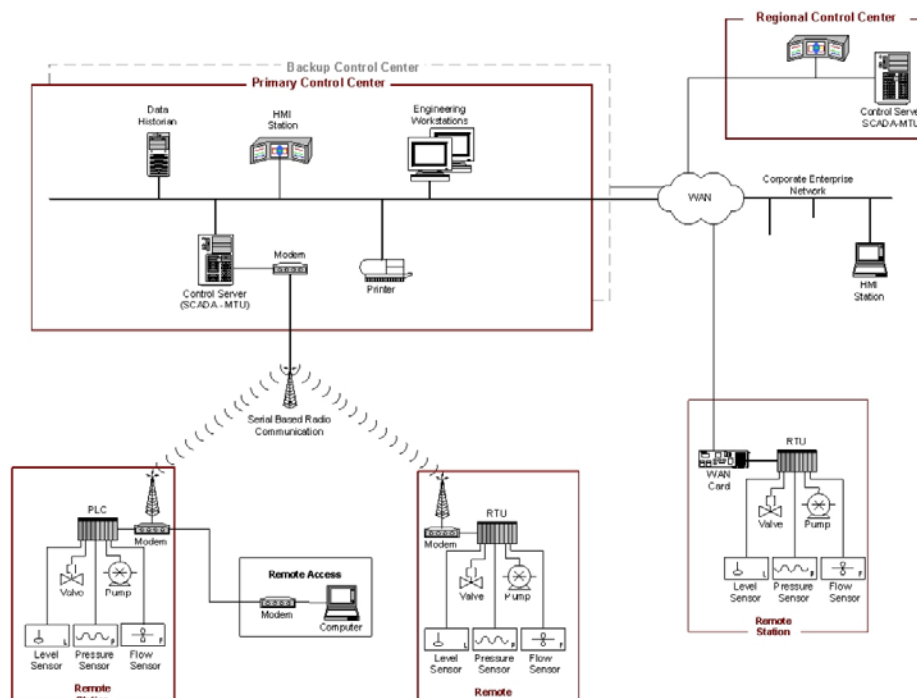 Regional Control Center
Control Serve
SCADA-MTU
Backup Control Center
Primary Control Center
Data
Historian
HMI
Station
Engineering
Workstations
Control Server
(SCADA - MTU)
Modem
Printer
WAN
Corporate Enterprise
Network
HMI
Station
Serial Based Radio
Communication
PLC
Modem
Valvo
Pump
L
P
F
Level
Sensor
Pressure
Sensor
Flow
Sensor
Remote
Station
Remote Access
Modem
Computer
RTU
Modem
Valve
Pump
L
P
F
Level
Sensor
Pressure
Sensor
Flow
Sensor
Remote
WAN
Card
RTU
Valve
Pump
L
P
F
Level
Sensor
Pressure
Sensor
Flow
Sensor
Remote
Station